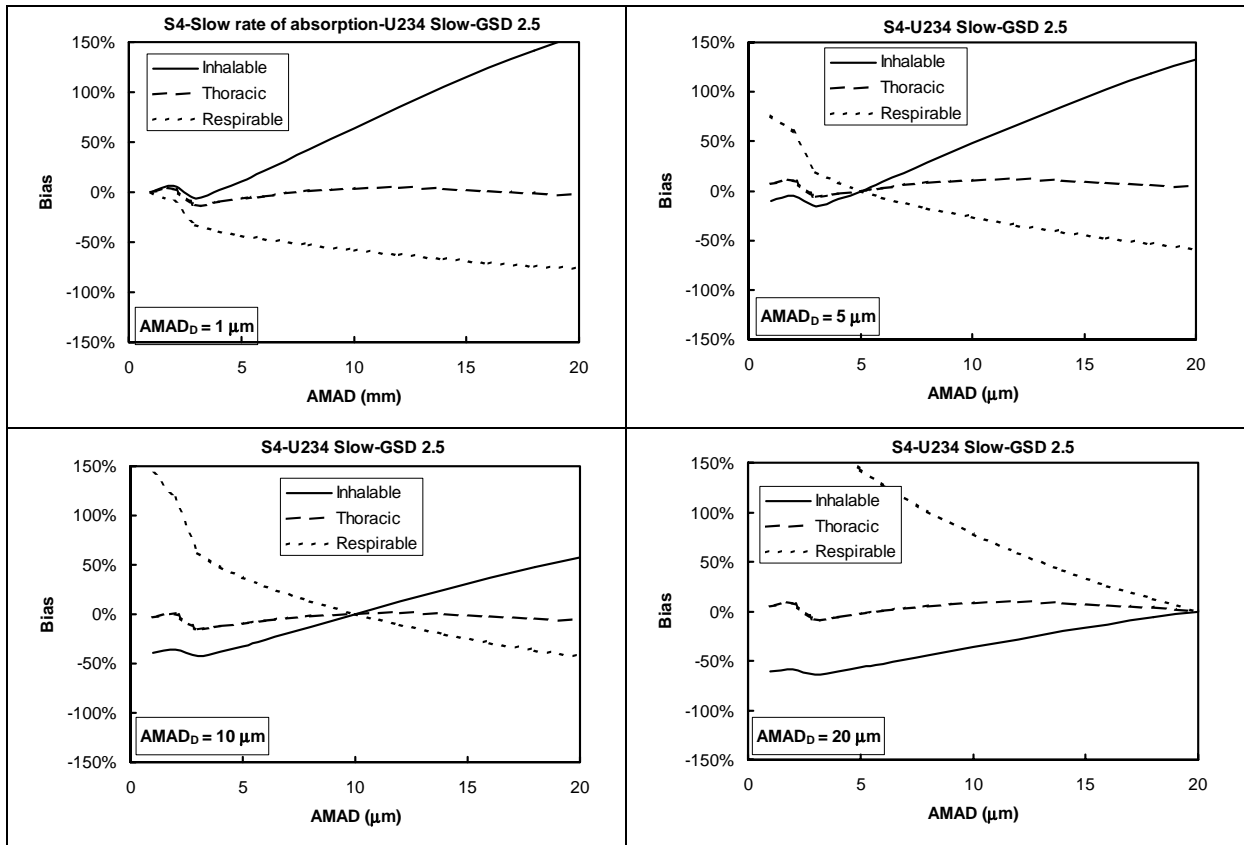 S4-Slow rate of absorption-U234 Slow-GSD 2.5
150%
100%
50%
0%
-50%
-100%
-150%
Bias
Inhalable
Thoracic
Respirable
AMADD = 1 μm
0 5 10 15 20
AMAD (mm)
S4-U234 Slow-GSD 2.5
150%
100%
50%
0%
-50%
-100%
-150%
Bias
Inhalable
Thoracic
Respirable
AMADD = 5 μm
0 5 10 15 20
AMAD (μm)
S4-U234 Slow-GSD 2.5
150%
100%
50%
0%
-50%
-100%
-150%
Bias
Inhalable
Thoracic
Respirable
AMADD = 10 μm
0 5 10 15 20
AMAD (μm)
S4-U234 Slow-GSD 2.5
150%
100%
50%
0%
-50%
-100%
-150%
Bias
Inhalable
Thoracic
Respirable
AMADD = 20 μm
0 5 10 15 20
AMAD (μm)